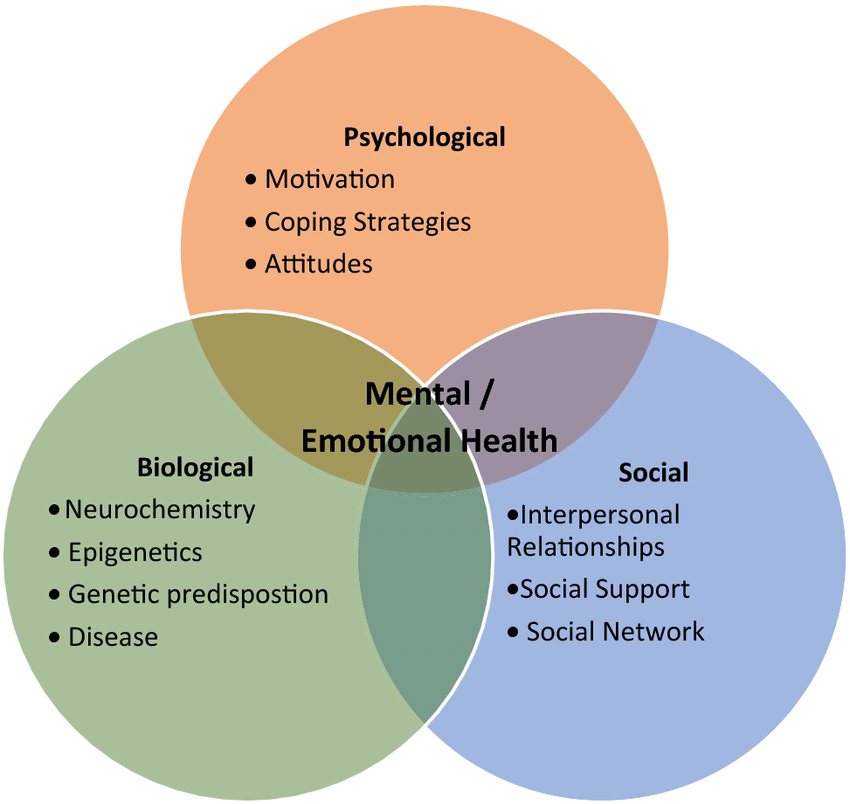 Psychological
• Motivation
• Coping Strategies
• Attitudes
Mental /
Emotional Health
Biological
• Neurochemistry
• Epigenetics
• Genetic predispostion
• Disease
Social
•Interpersonal
Relationships
•Social Support
• Social Network